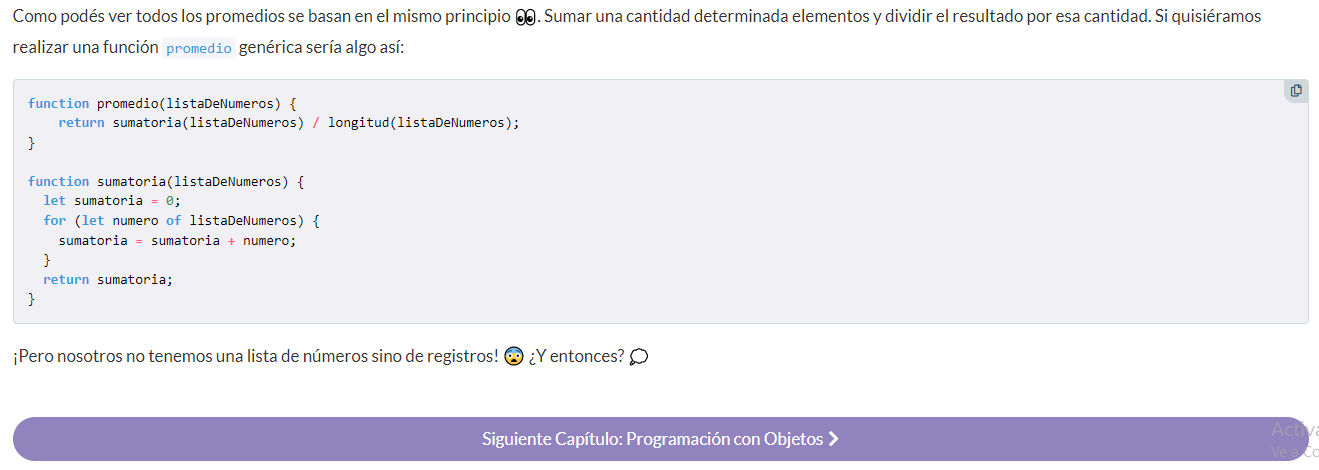 Como podés ver todos los promedios se basan en el mismo principio 👀. Sumar una cantidad determinada elementos y dividir el resultado por esa cantidad. Si quisiéramos
realizar una función promedio genérica sería algo así:
function promedio(listaDeNumeros) {
    return sumatoria(listaDeNumeros) / longitud(listaDeNumeros);
}
function sumatoria(listaDeNumeros) {
  let sumatoria = 0;
  for (let numero of listaDeNumeros) {
    sumatoria = sumatoria + numero;
  }
  return sumatoria;
}
¡Pero nosotros no tenemos una lista de números sino de registros! 😨 ¿Y entonces? 💭
Siguiente Capítulo: Programación con Objetos
Ve a